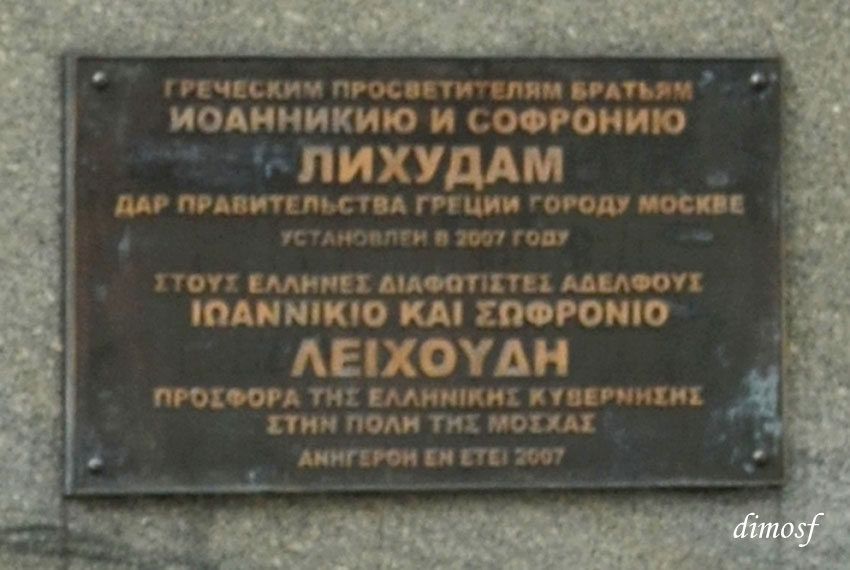 ГРЕЧЕСКИМ ПРОСВЕТИТЕЛЯМ БРАТЬЯМ
ИОАННИКИЮ И СОФРОНИЮ
ЛИХУДАМ
ДАР ПРАВИТЕЛЬСТВА ГРЕЦИИ ГОРОДУ МОСКВЕ
УСТАНОВЛЕН В 2007 ГОДУ
ΣΤΟΥΣ ΕΛΛΗΝΕΣ ΔΙΑΦΩΤΙΣΤΕΣ ΑΔΕΛΦΟΥΣ
ΙΩΑΝΝΙΚΙΟ ΚΑΙ ΣΩΦΡΟΝΙΟ
ΛΕΙΧΟΥΔΗ
ΠΡΟΣΦΟΡΑ ΤΗΣ ΕΛΛΗΝΙΚΗΣ ΚΥΒΕΡΝΗΣΗΣ
ΣΤΗΝ ΠΟΛΗ ΤΗΣ ΜΟΣΧΑΣ
ΑΝΗΓΕΡΘΗ ΕΝ ΕΤΕΙ 2007
dimosf